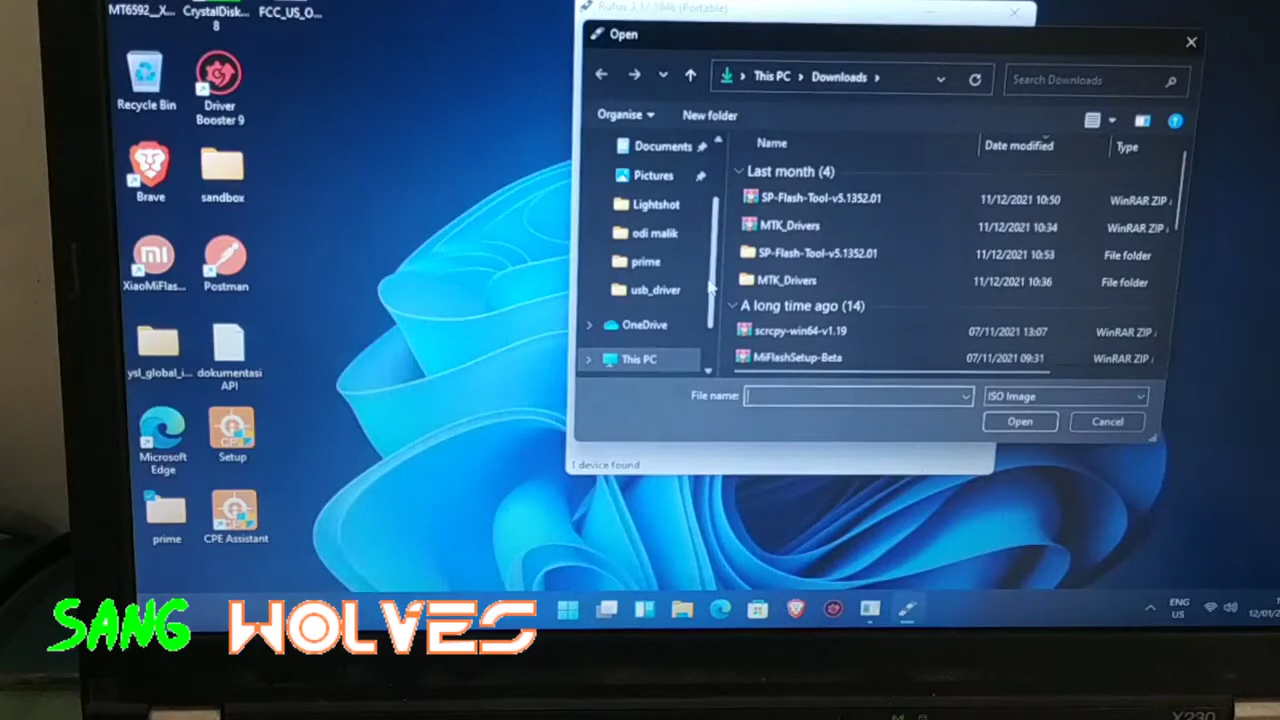 MT6592__X...
CrystalDisk...
8
FCC_US_O...
Recycle Bin
Driver
Booster 9
Brave
sandbox
XiaoMiFlas...
Postman
ysl_global_i...
dokumentasi
API
Microsoft
Edge
Setup
prime
CPE Assistant
Rufus 3.17.1846 (Portable)
Open
This PC > Downloads >
Search Downloads
Organise
New folder
Documents
Pictures
Lightshot
odi malik
prime
usb_driver
OneDrive
This PC
Name
Date modified
Type
Last month (4)
SP-Flash-Tool-v5.1352.01 11/12/2021 10:50 WinRAR ZIP
MTK_Drivers 11/12/2021 10:34 WinRAR ZIP
SP-Flash-Tool-v5.1352.01 11/12/2021 10:53 File folder
MTK_Drivers 11/12/2021 10:36 File folder
A long time ago (14)
scrcpy-win64-v1.19 07/11/2021 13:07 WinRAR ZIP
MiFlashSetup-Beta 07/11/2021 09:31 WinRAR ZIP
File name:
ISO Image
Open
Cancel
1 device found
ENG
US
12/01/
SANG WOLVES
X230